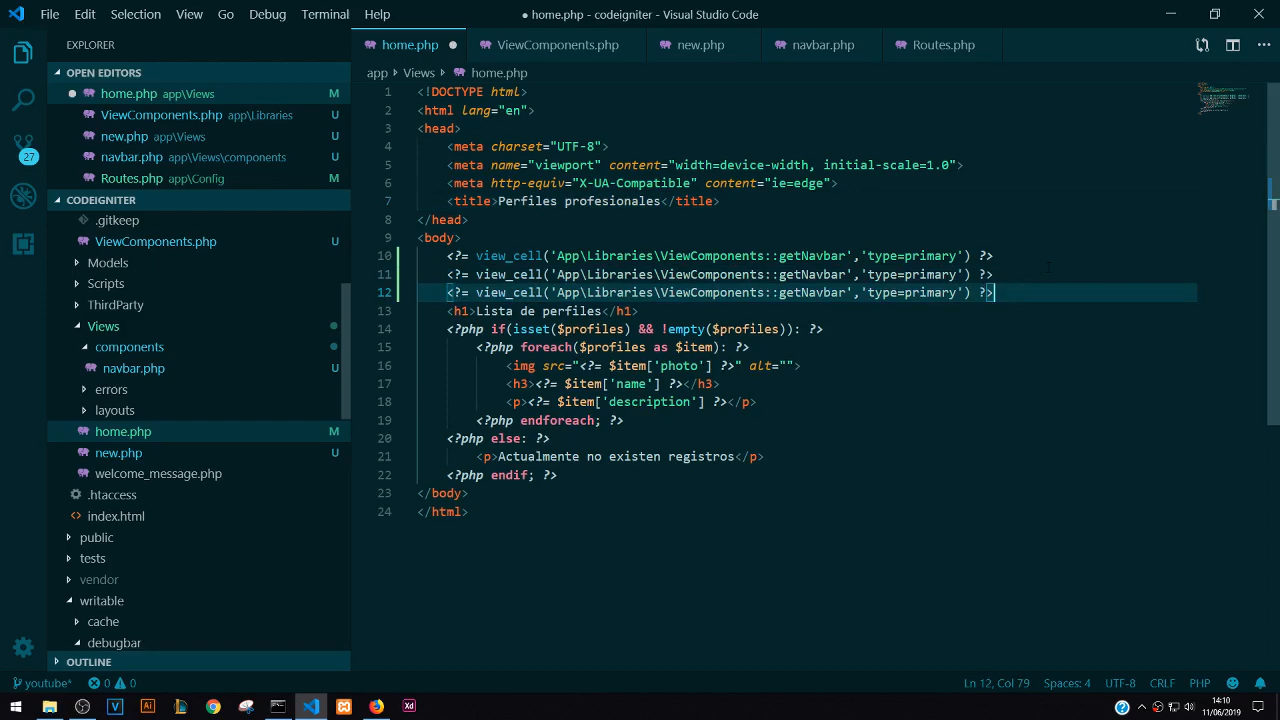 File Edit Selection View Go Debug Terminal Help
● home.php - codeigniter - Visual Studio Code
EXPLORER
OPEN EDITORS
home.php app\Views M
ViewComponents.php app\Libraries U
new.php app\Views U
navbar.php app\Views\components U
Routes.php app\Config M
27
CODEIGNITER
.gitkeep
ViewComponents.php U
Models
Scripts
ThirdParty
Views
components
navbar.php U
errors
layouts
home.php M
new.php U
welcome_message.php
.htaccess
index.html
public
tests
vendor
writable
cache
debugbar
OUTLINE
home.php ViewComponents.php new.php navbar.php Routes.php
app Views home.php
1 <!DOCTYPE html>
2 <html lang="en">
3 <head>
4 <meta charset="UTF-8">
5 <meta name="viewport" content="width=device-width, initial-scale=1.0">
6 <meta http-equiv="X-UA-Compatible" content="ie=edge">
7 <title>Perfiles profesionales</title>
8 </head>
9 <body>
10 <?= view_cell('App\Libraries\ViewComponents::getNavbar','type=primary') ?>
11 <?= view_cell('App\Libraries\ViewComponents::getNavbar','type=primary') ?>
12 <?= view_cell('App\Libraries\ViewComponents::getNavbar','type=primary') ?>
13 <h1>Lista de perfiles</h1>
14 <?php if(isset($profiles) && !empty($profiles)): ?>
15 <?php foreach($profiles as $item): ?>
16 <img src="<?= $item['photo'] ?>" alt="">
17 <h3><?= $item['name'] ?></h3>
18 <p><?= $item['description'] ?></p>
19 <?php endforeach; ?>
20 <?php else: ?>
21 <p>Actualmente no existen registros</p>
22 <?php endif; ?>
23 </body>
24 </html>
youtube* 0 0 Ln 12, Col 79 Spaces: 4 UTF-8 CRLF PHP
Ai V Xd
14:10
11/06/2019